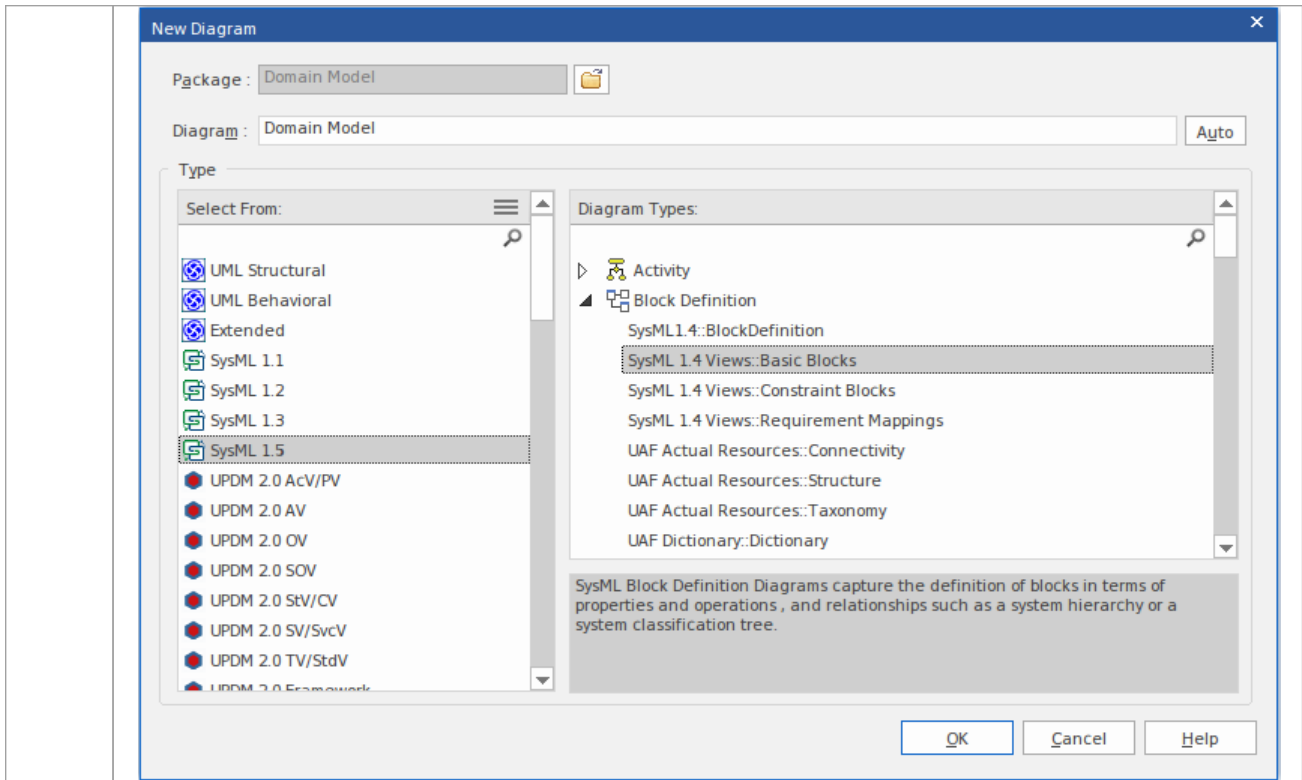 New Diagram
Package : Domain Model
Diagram : Domain Model Auto
Type
Select From:
UML Structural
UML Behavioral
Extended
SysML 1.1
SysML 1.2
SysML 1.3
SysML 1.5
UPDM 2.0 AcV/PV
UPDM 2.0 AV
UPDM 2.0 OV
UPDM 2.0 SOV
UPDM 2.0 StV/CV
UPDM 2.0 SV/SvcV
UPDM 2.0 TV/StdV
UPDM 2.0 Framework
Diagram Types:
Activity
Block Definition
SysML1.4::BlockDefinition
SysML 1.4 Views::Basic Blocks
SysML 1.4 Views::Constraint Blocks
SysML 1.4 Views::Requirement Mappings
UAF Actual Resources::Connectivity
UAF Actual Resources::Structure
UAF Actual Resources::Taxonomy
UAF Dictionary::Dictionary
SysML Block Definition Diagrams capture the definition of blocks in terms of
properties and operations , and relationships such as a system hierarchy or a
system classification tree.
OK Cancel Help